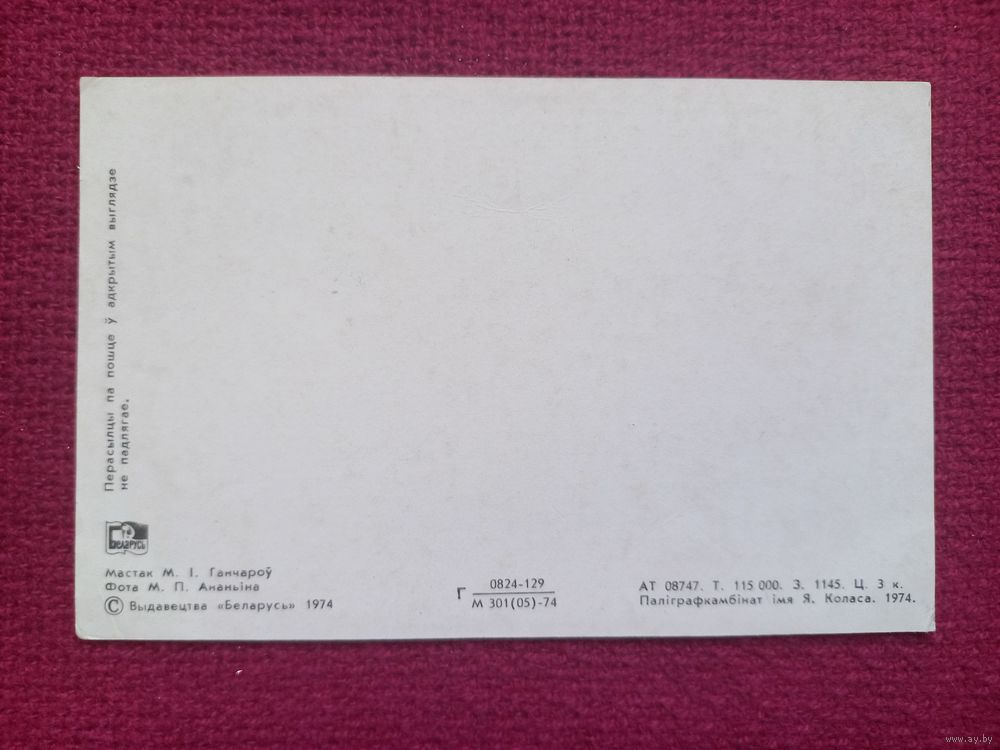 Перасылцы па пошце ў адкрытым выглядзе
не падлягае.
БЕЛАРУСЬ
Мастак М. І. Ганчароў
Фота М. П. Ананьіна
© Выдавецтва «Беларусь» 1974
Г 0824-129
М 301(05)-74
АТ 08747. Т. 115 000. З. 1145. Ц. 3 к.
Паліграфкамбінат імя Я. Коласа. 1974.
www.ay.by